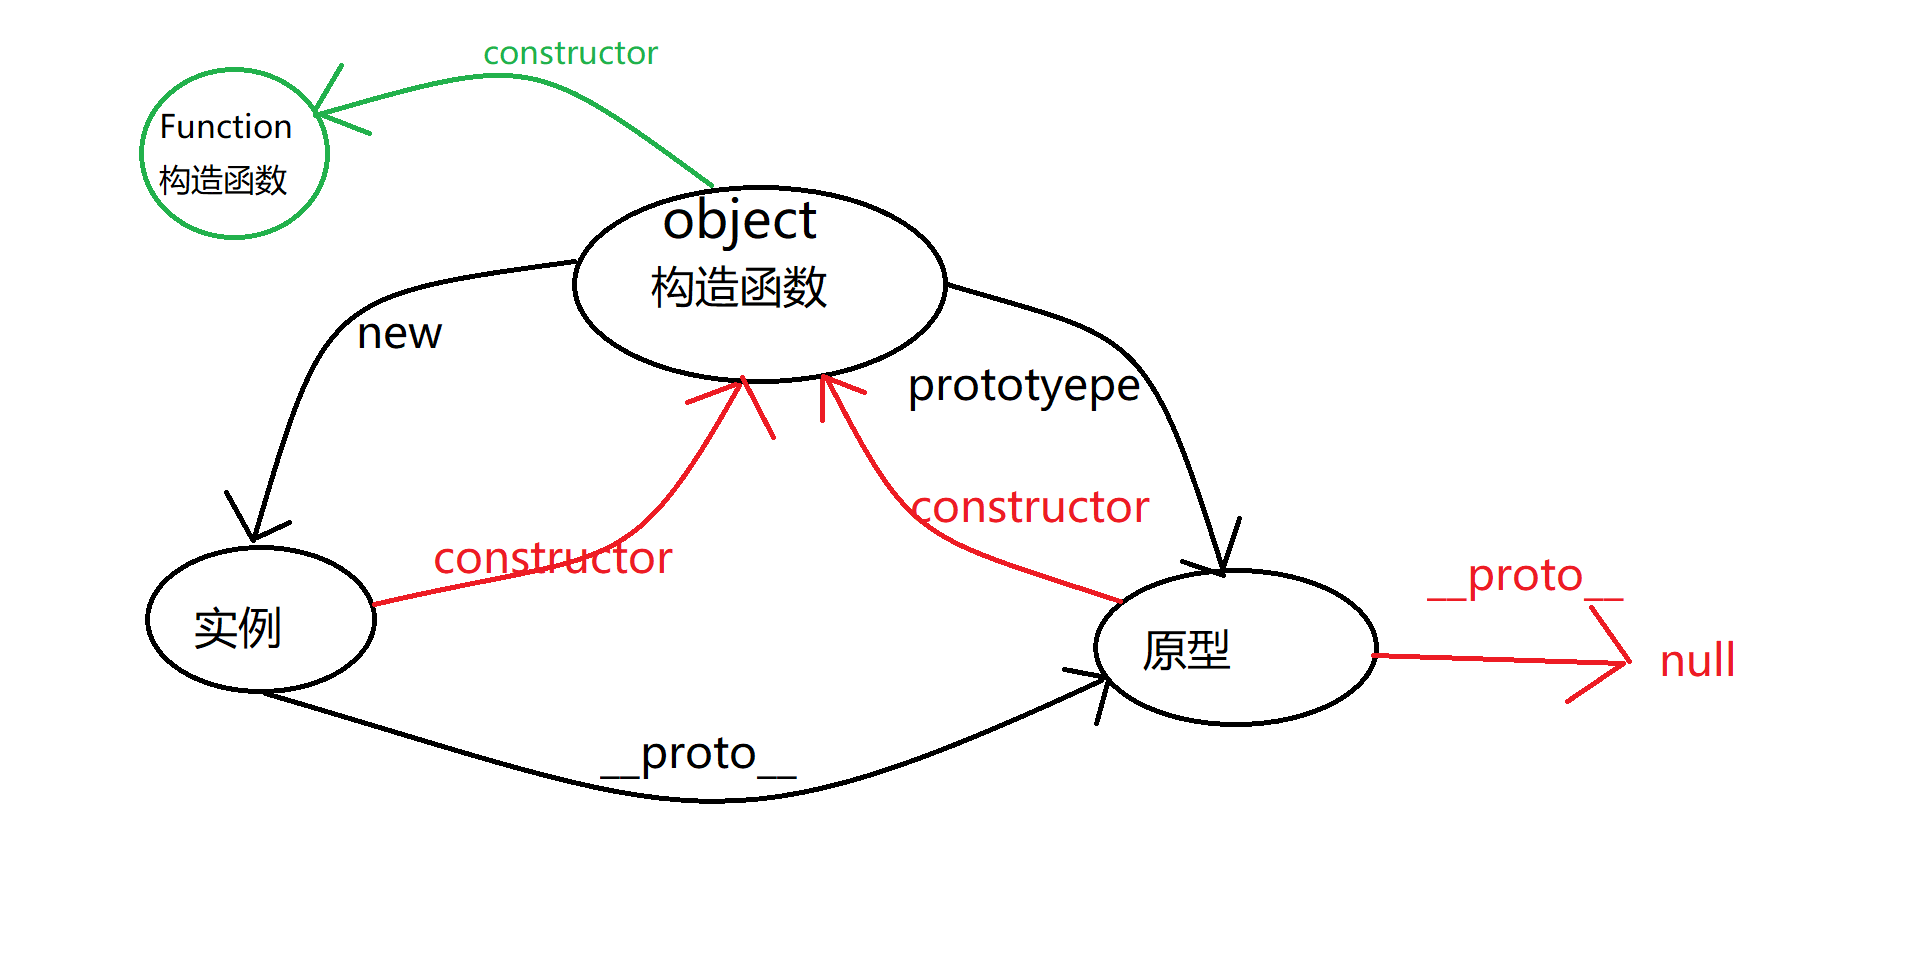 constructor
Function
构造函数
object
构造函数
new
prototyepe
constructor
constructor
__proto__
实例
原型
null
__proto__